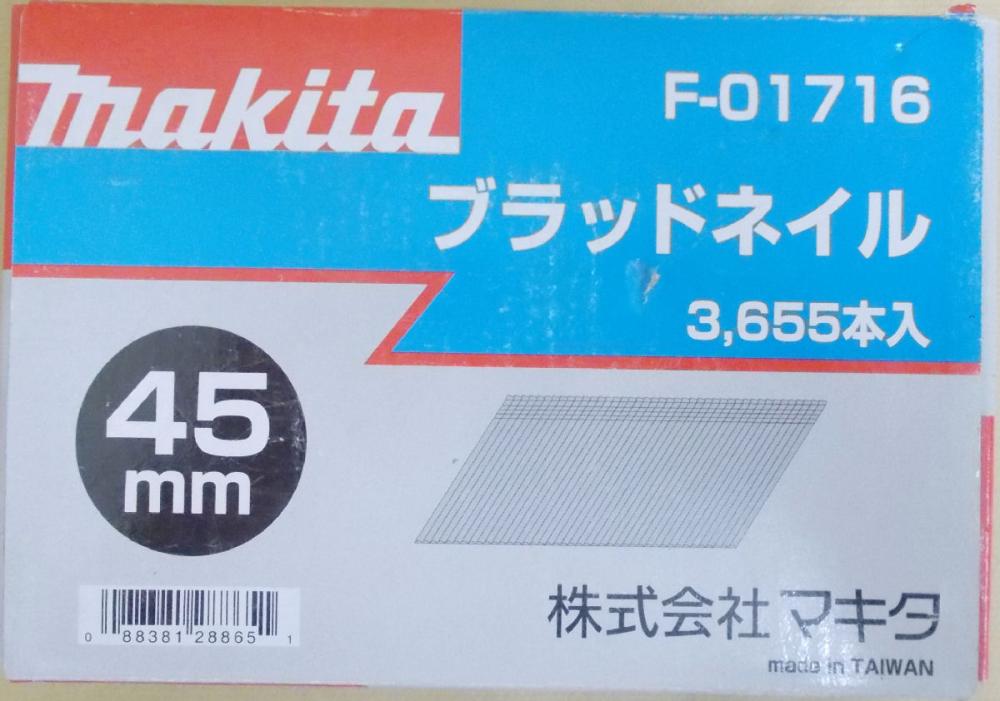 makita
F-01716
ブラッドネイル
3,655本入
45
mm
0 88381 28865 1
株式会社 マキタ
made in TAIWAN